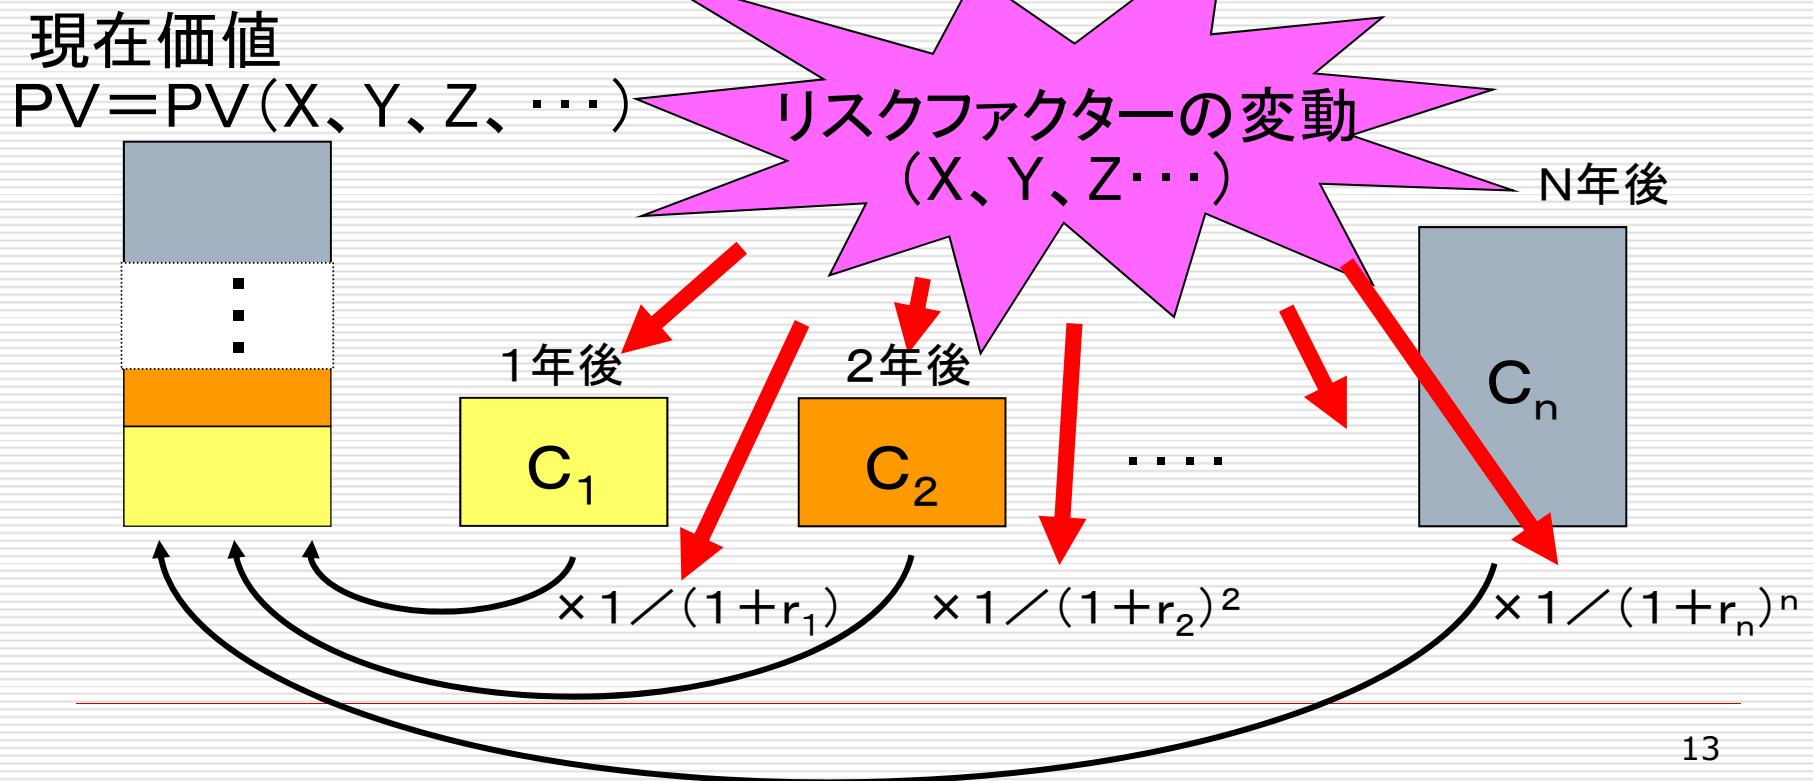 現在価値
PV＝PV（X、Y、Z、・・・）
リスクファクターの変動
（X、Y、Z・・・）
N年後
１年後
２年後
C₁
C₂
・・・・
Cₙ
×１／（１＋r₁）
×１／（１＋r₂）²
×１／（１＋rₙ）ⁿ
13